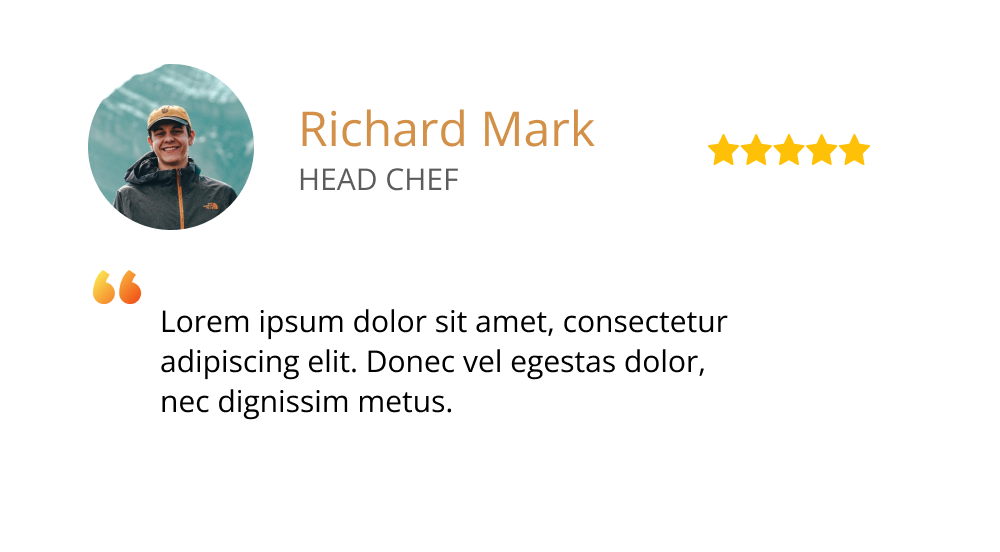 Richard Mark
HEAD CHEF
Lorem ipsum dolor sit amet, consectetur
adipiscing elit. Donec vel egestas dolor,
nec dignissim metus.